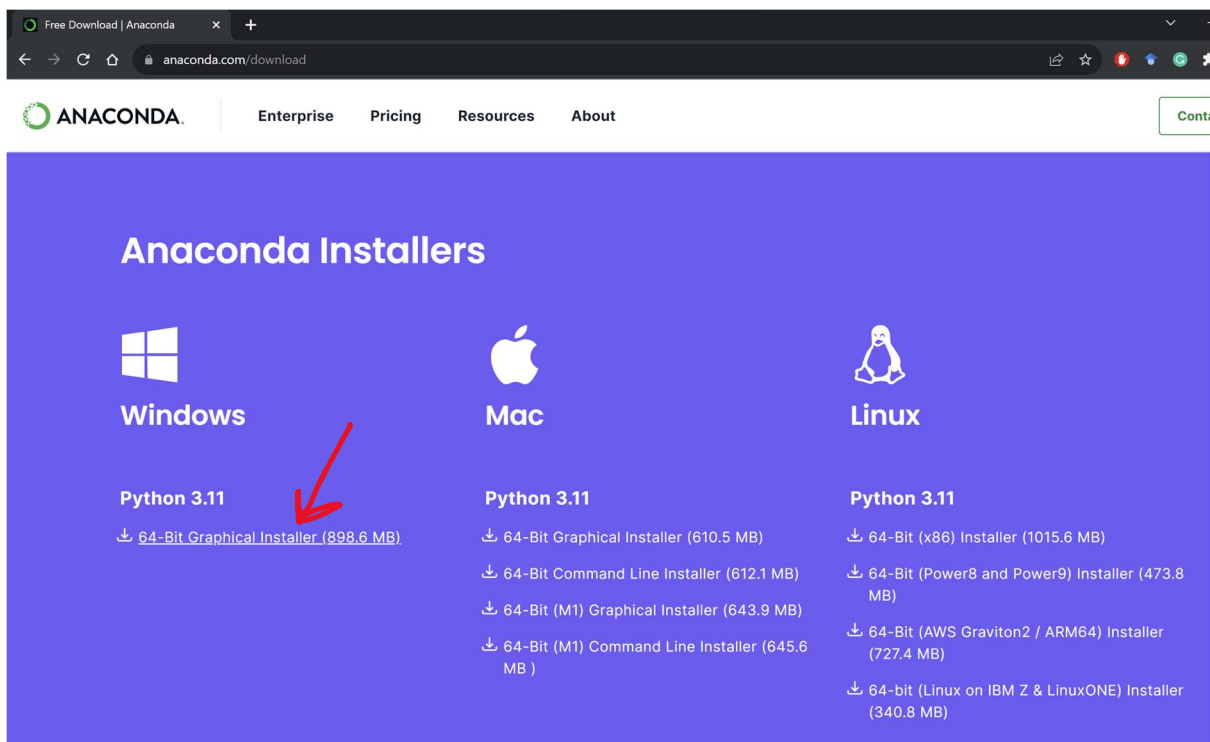 Free Download | Anaconda
anaconda.com/download
ANACONDA.
Enterprise
Pricing
Resources
About
Anaconda Installers
Windows
Python 3.11
64-Bit Graphical Installer (898.6 MB)
Mac
Python 3.11
64-Bit Graphical Installer (610.5 MB)
64-Bit Command Line Installer (612.1 MB)
64-Bit (M1) Graphical Installer (643.9 MB)
64-Bit (M1) Command Line Installer (645.6
MB )
Linux
Python 3.11
64-Bit (x86) Installer (1015.6 MB)
64-Bit (Power8 and Power9) Installer (473.8
MB)
64-Bit (AWS Graviton2 / ARM64) Installer
(727.4 MB)
64-bit (Linux on IBM Z & LinuxONE) Installer
(340.8 MB)